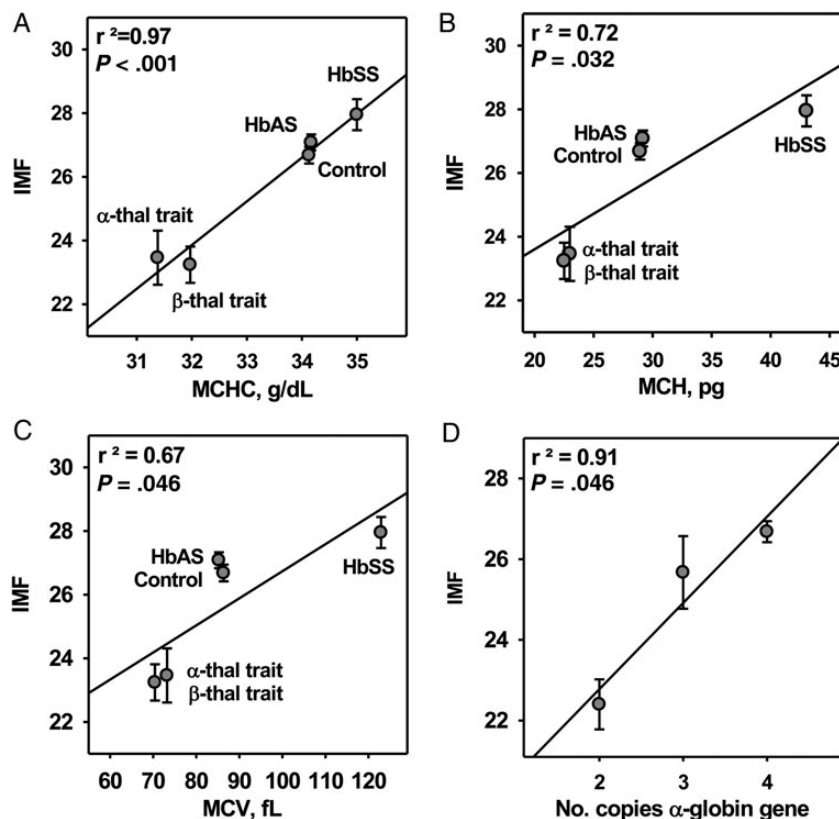 A
r ²=0.97
P < .001
30
28
26
24
22
IMF
HbSS
HbAS
Control
α-thal trait
β-thal trait
31 32 33 34 35
MCHC, g/dL
B
r ² = 0.72
P = .032
30
28
26
24
22
IMF
HbAS
Control
HbSS
α-thal trait
β-thal trait
20 25 30 35 40 45
MCH, pg
C
r ² = 0.67
P = .046
30
28
26
24
22
IMF
HbAS
Control
HbSS
α-thal trait
β-thal trait
60 70 80 90 100 110 120
MCV, fL
D
r ² = 0.91
P = .046
28
26
24
22
IMF
2 3 4
No. copies α-globin gene